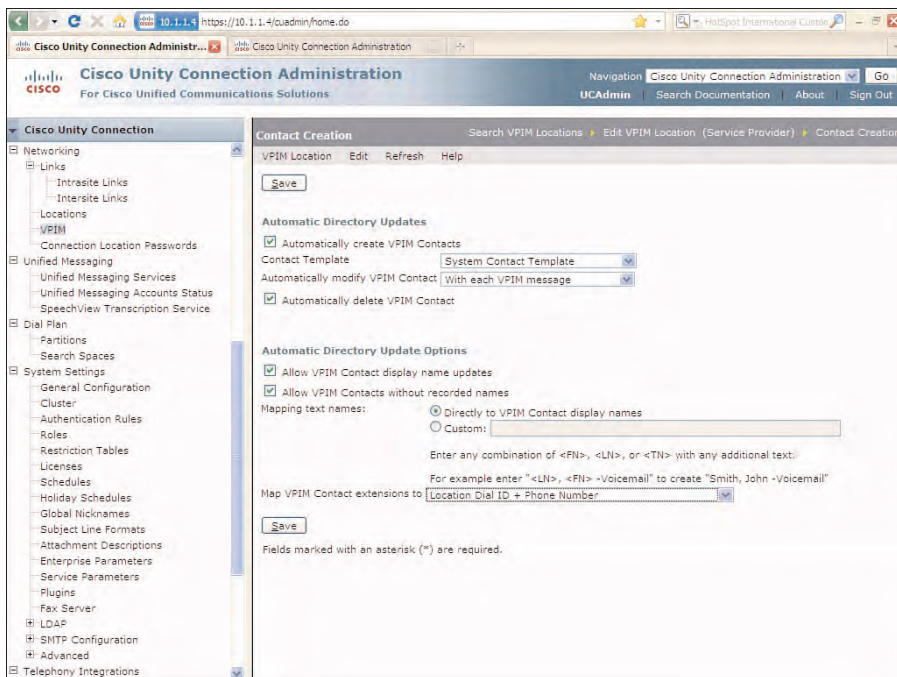 10.1.1.4 https://10.1.1.4/cuadmin/home.do
HotSpot International Custo
Cisco Unity Connection Administr...
Cisco Unity Connection Administration
CISCO
Cisco Unity Connection Administration
For Cisco Unified Communications Solutions
Navigation Cisco Unity Connection Administration Go
UCAdmin Search Documentation About Sign Out
Cisco Unity Connection
Networking
Links
Intrasite Links
Intersite Links
Locations
VPIM
Connection Location Passwords
Unified Messaging
Unified Messaging Services
Unified Messaging Accounts Status
SpeechView Transcription Service
Dial Plan
Partitions
Search Spaces
System Settings
General Configuration
Cluster
Authentication Rules
Roles
Restriction Tables
Licenses
Schedules
Holiday Schedules
Global Nicknames
Subject Line Formats
Attachment Descriptions
Enterprise Parameters
Service Parameters
Plugins
Fax Server
LDAP
SMTP Configuration
Advanced
Telephony Integrations
Contact Creation
Search VPIM Locations Edit VPIM Location (Service Provider) Contact Creation
VPIM Location Edit Refresh Help
Save
Automatic Directory Updates
Automatically create VPIM Contacts
Contact Template System Contact Template
Automatically modify VPIM Contact With each VPIM message
Automatically delete VPIM Contact
Automatic Directory Update Options
Allow VPIM Contact display name updates
Allow VPIM Contacts without recorded names
Mapping text names: Directly to VPIM Contact display names
Custom:
Enter any combination of <FN>, <LN>, or <TN> with any additional text.
For example enter "<LN>, <FN> -Voicemail" to create "Smith, John -Voicemail"
Map VPIM Contact extensions to Location Dial ID + Phone Number
Save
Fields marked with an asterisk (*) are required.